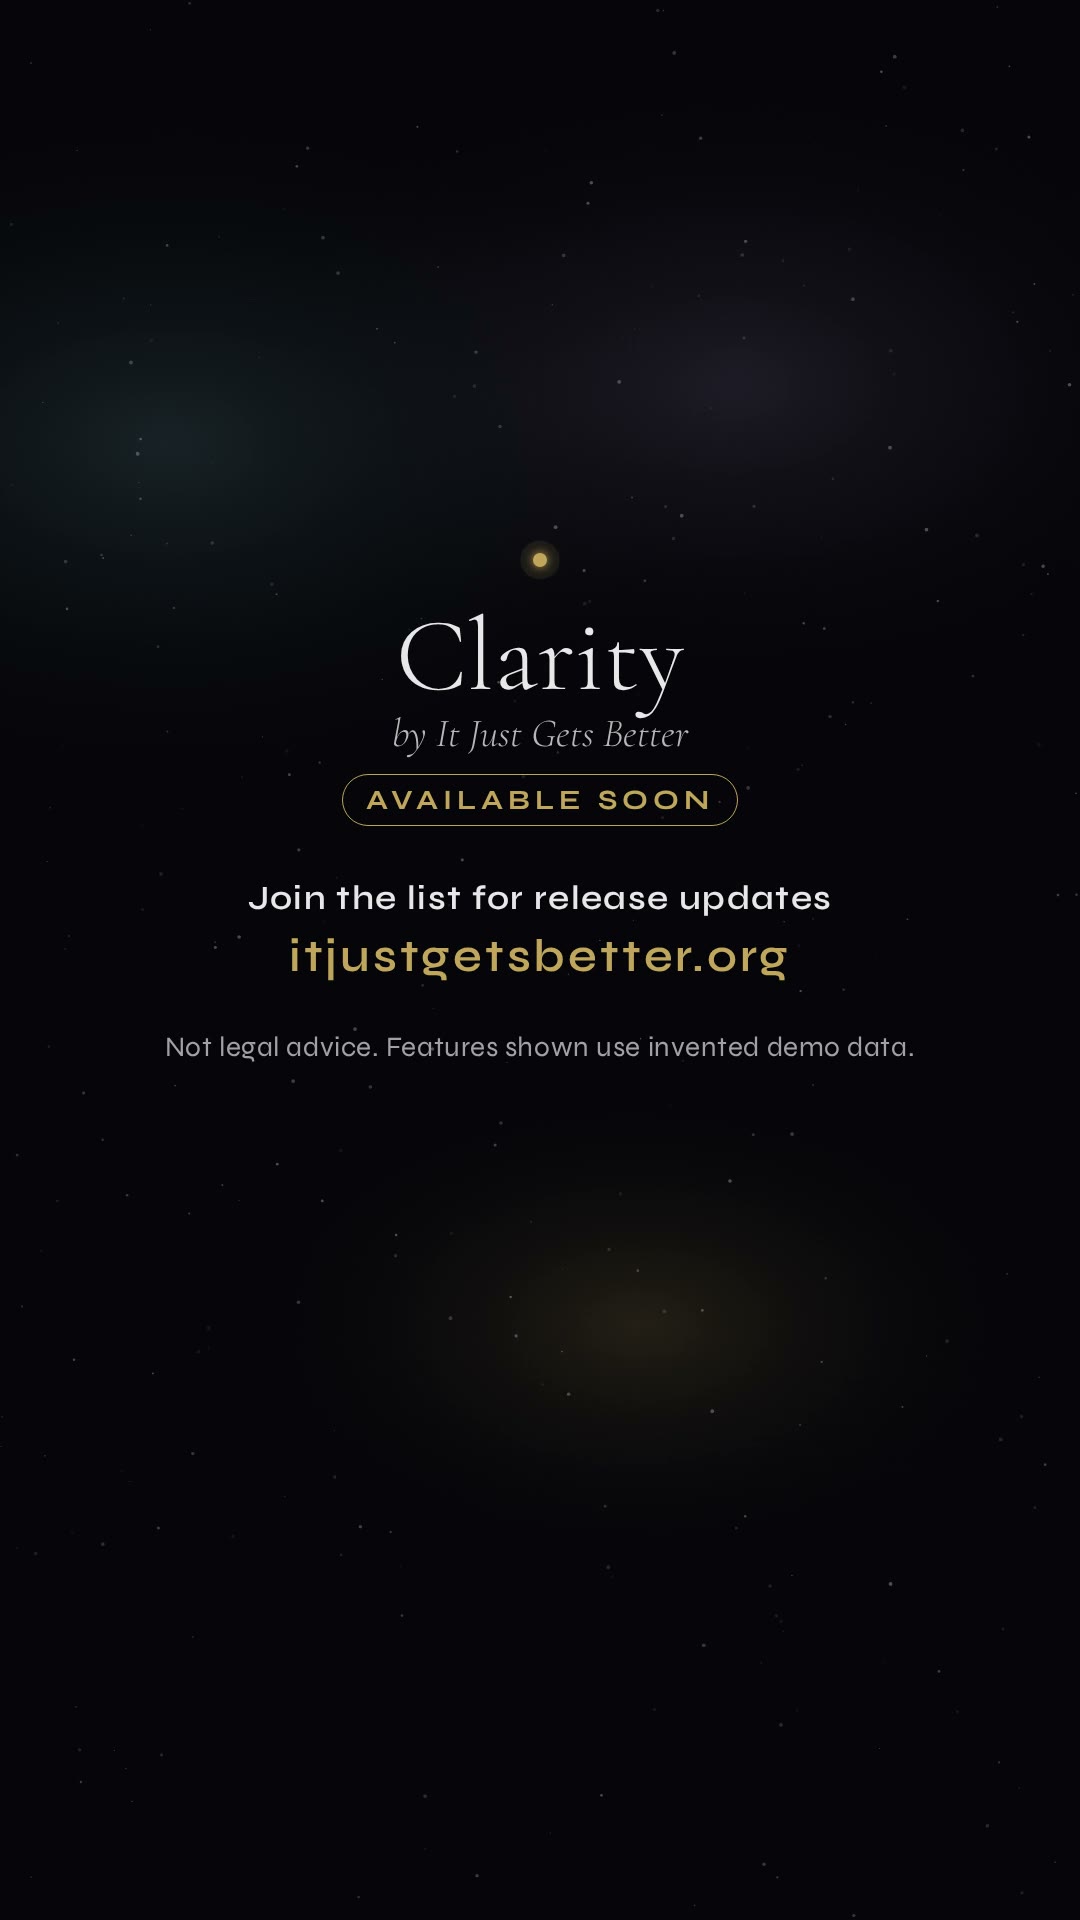 Clarity
by It Just Gets Better
AVAILABLE SOON
Join the list for release updates
itjustgetsbetter.org
Not legal advice. Features shown use invented demo data.